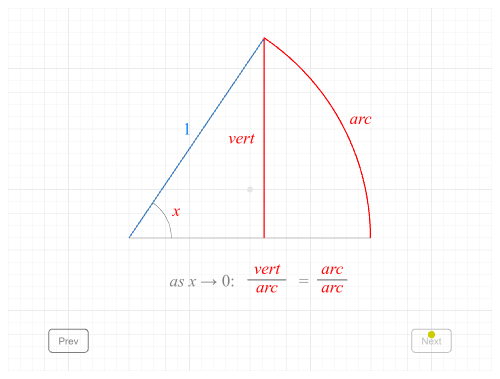 1
vert
arc
x
as x → 0: vert/arc = arc/arc
Prev
Next